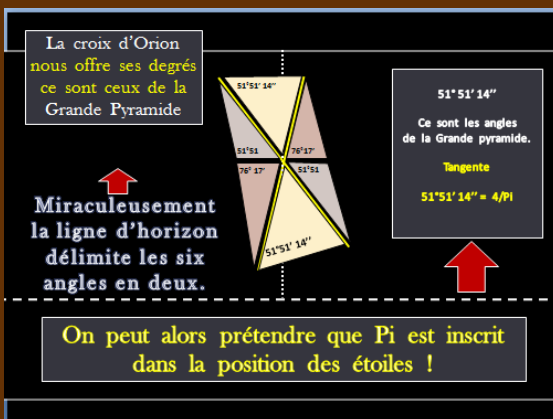 La croix d'Orion
nous offre ses degrés
ce sont ceux de la
Grande Pyramide
51°51' 14''
51°51
76°17'
76° 17'
51°51
51°51' 14''
Miraculeusement
la ligne d'horizon
délimite les six
angles en deux.
51° 51' 14''
Ce sont les angles
de la Grande pyramide.
Tangente
51°51' 14'' = 4/Pi
On peut alors prétendre que Pi est inscrit
dans la position des étoiles !